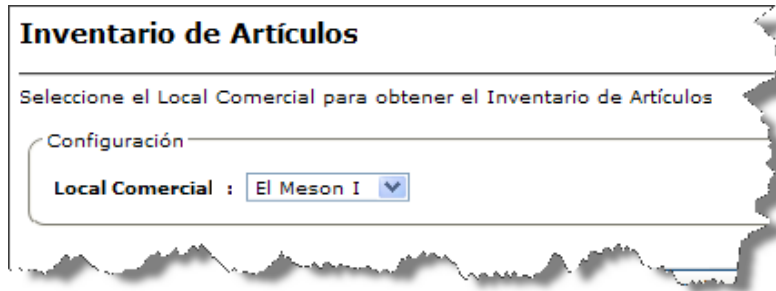 Inventario de Artículos
Seleccione el Local Comercial para obtener el Inventario de Artículos
Configuración
Local Comercial : El Meson I